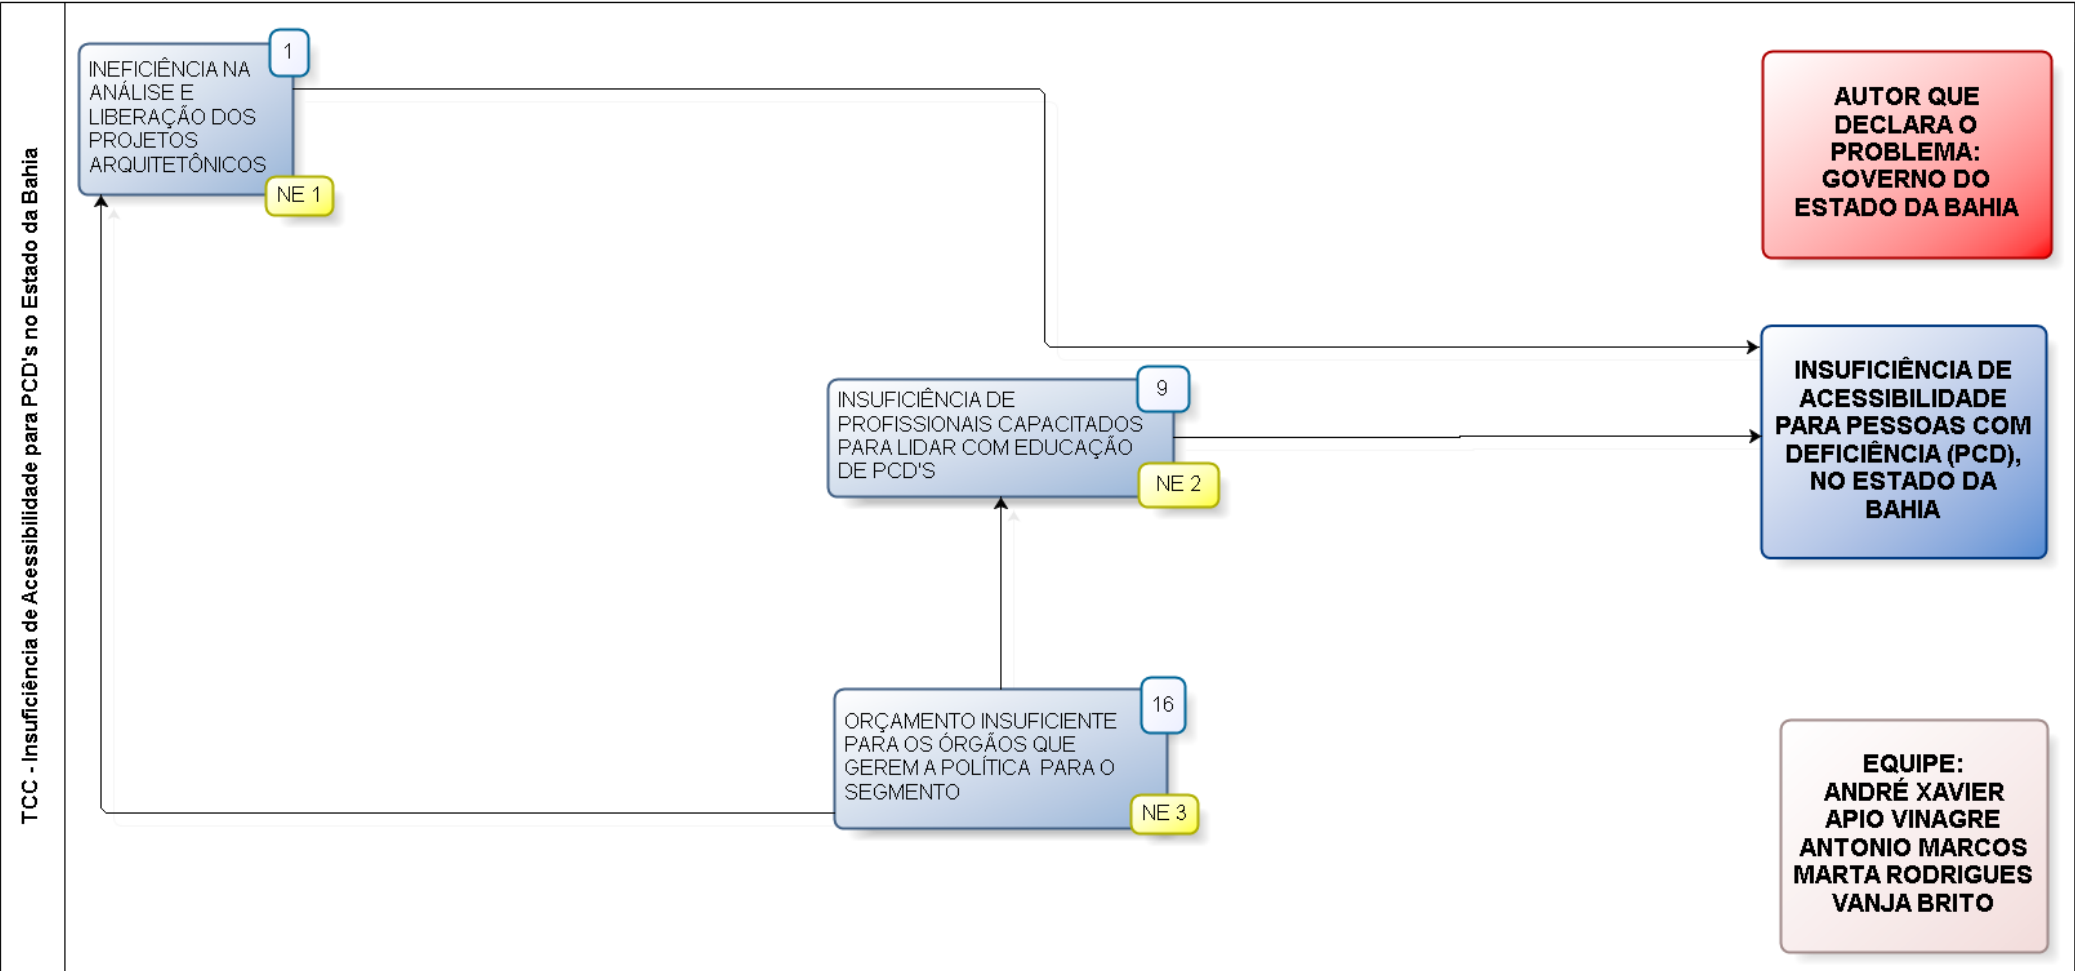 TCC - Insuficiência de Acessibilidade para PCD's no Estado da Bahia
1
INEFICIÊNCIA NA
ANÁLISE E
LIBERAÇÃO DOS
PROJETOS
ARQUITETÔNICOS
NE 1
AUTOR QUE
DECLARA O
PROBLEMA:
GOVERNO DO
ESTADO DA BAHIA
9
INSUFICIÊNCIA DE
PROFISSIONAIS CAPACITADOS
PARA LIDAR COM EDUCAÇÃO
DE PCD'S
NE 2
INSUFICIÊNCIA DE
ACESSIBILIDADE
PARA PESSOAS COM
DEFICIÊNCIA (PCD),
NO ESTADO DA
BAHIA
16
ORÇAMENTO INSUFICIENTE
PARA OS ÓRGÃOS QUE
GEREM A POLÍTICA  PARA O
SEGMENTO
NE 3
EQUIPE:
ANDRÉ XAVIER
APIO VINAGRE
ANTONIO MARCOS
MARTA RODRIGUES
VANJA BRITO